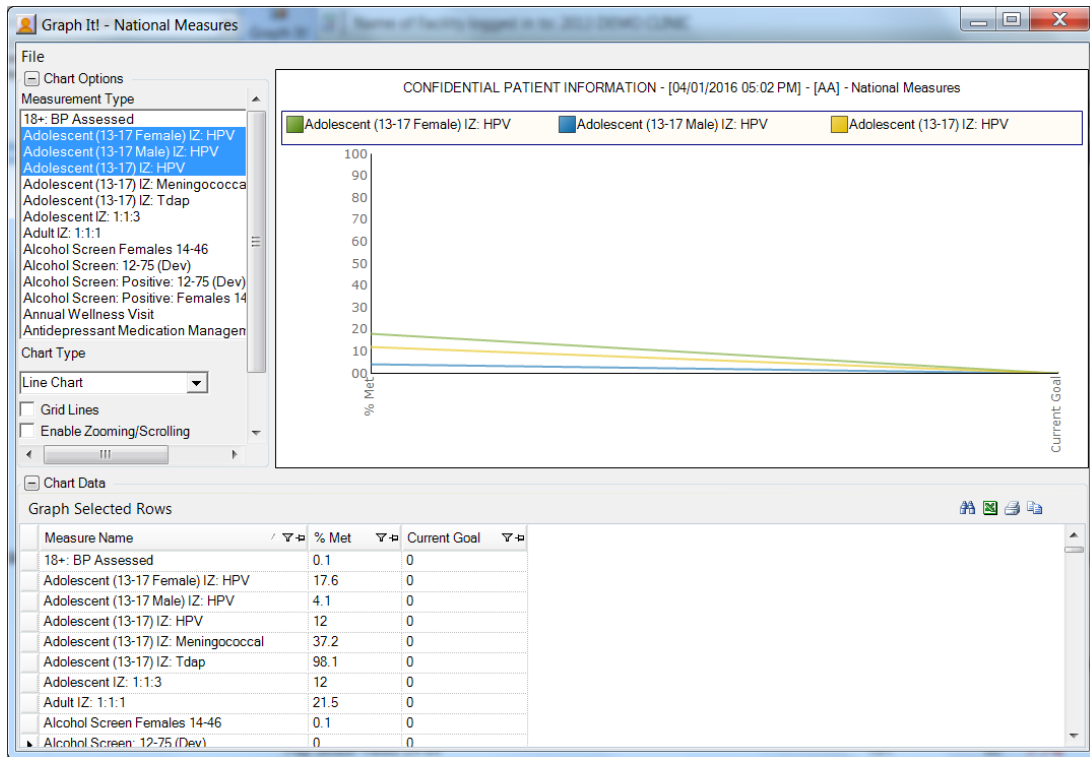 Graph It! - National Measures
Name of Facility logged in to: 2013 DEMO CLINIC
File
Chart Options
Measurement Type
18+: BP Assessed
Adolescent (13-17 Female) IZ: HPV
Adolescent (13-17 Male) IZ: HPV
Adolescent (13-17) IZ: HPV
Adolescent (13-17) IZ: Meningococca
Adolescent (13-17) IZ: Tdap
Adolescent IZ: 1:1:3
Adult IZ: 1:1:1
Alcohol Screen Females 14-46
Alcohol Screen: 12-75 (Dev)
Alcohol Screen: Positive: 12-75 (Dev)
Alcohol Screen: Positive: Females 14
Annual Wellness Visit
Antidepressant Medication Managem
Chart Type
Line Chart
Grid Lines
Enable Zooming/Scrolling
CONFIDENTIAL PATIENT INFORMATION - [04/01/2016 05:02 PM] - [AA] - National Measures
Adolescent (13-17 Female) IZ: HPV Adolescent (13-17 Male) IZ: HPV Adolescent (13-17) IZ: HPV
100
90
80
70
60
50
40
30
20
10
00
% Met
Current Goal
Chart Data
Graph Selected Rows
Measure Name % Met Current Goal
18+: BP Assessed 0.1 0
Adolescent (13-17 Female) IZ: HPV 17.6 0
Adolescent (13-17 Male) IZ: HPV 4.1 0
Adolescent (13-17) IZ: HPV 12 0
Adolescent (13-17) IZ: Meningococcal 37.2 0
Adolescent (13-17) IZ: Tdap 98.1 0
Adolescent IZ: 1:1:3 12 0
Adult IZ: 1:1:1 21.5 0
Alcohol Screen Females 14-46 0.1 0
Alcohol Screen: 12-75 (Dev) 0 0